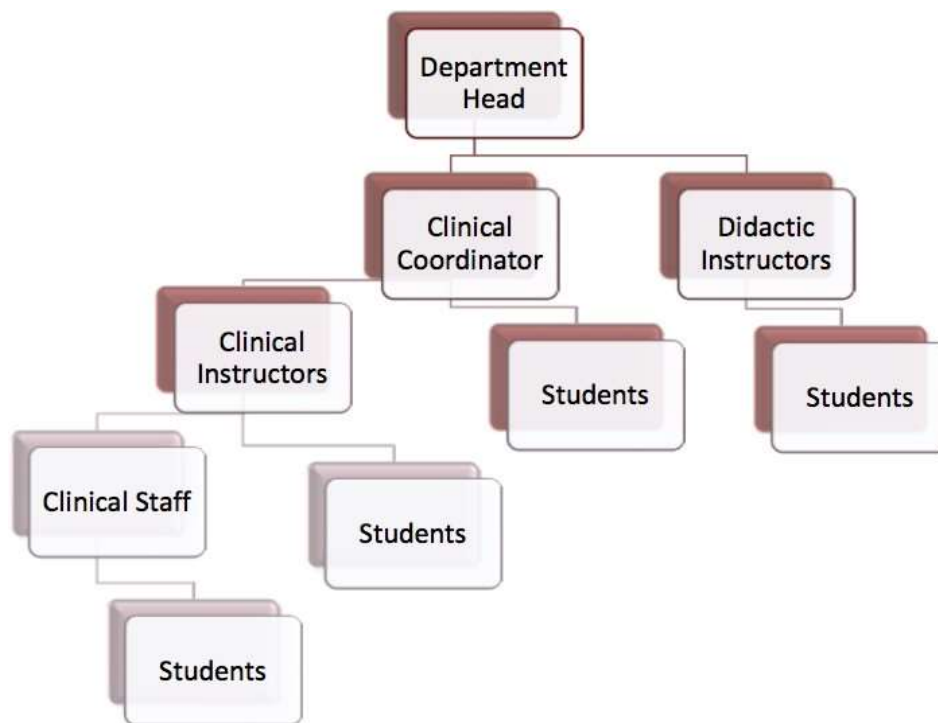 Department
Head
Clinical
Coordinator
Didactic
Instructors
Clinical
Instructors
Students
Students
Clinical Staff
Students
Students